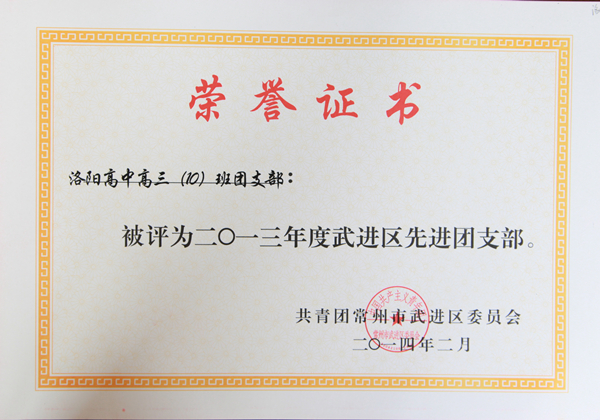 荣誉证书
洛阳高中高三（10）班团支部：
被评为二〇一三年度武进区先进团支部。
共青团常州市武进区委员会
二〇一四年二月